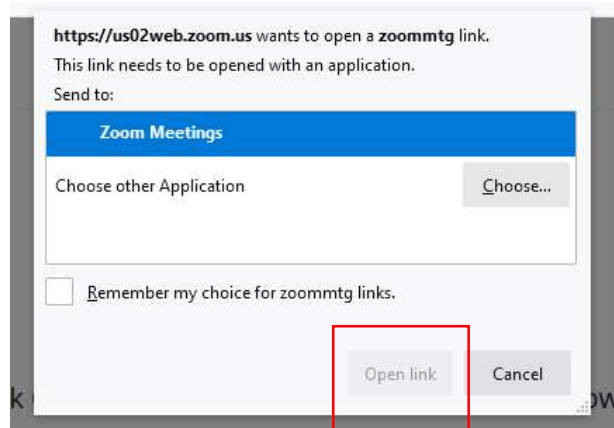 https://us02web.zoom.us wants to open a zoommtg link.
This link needs to be opened with an application.
Send to:
Zoom Meetings
Choose other Application Choose...
Remember my choice for zoommtg links.
Open link Cancel
k